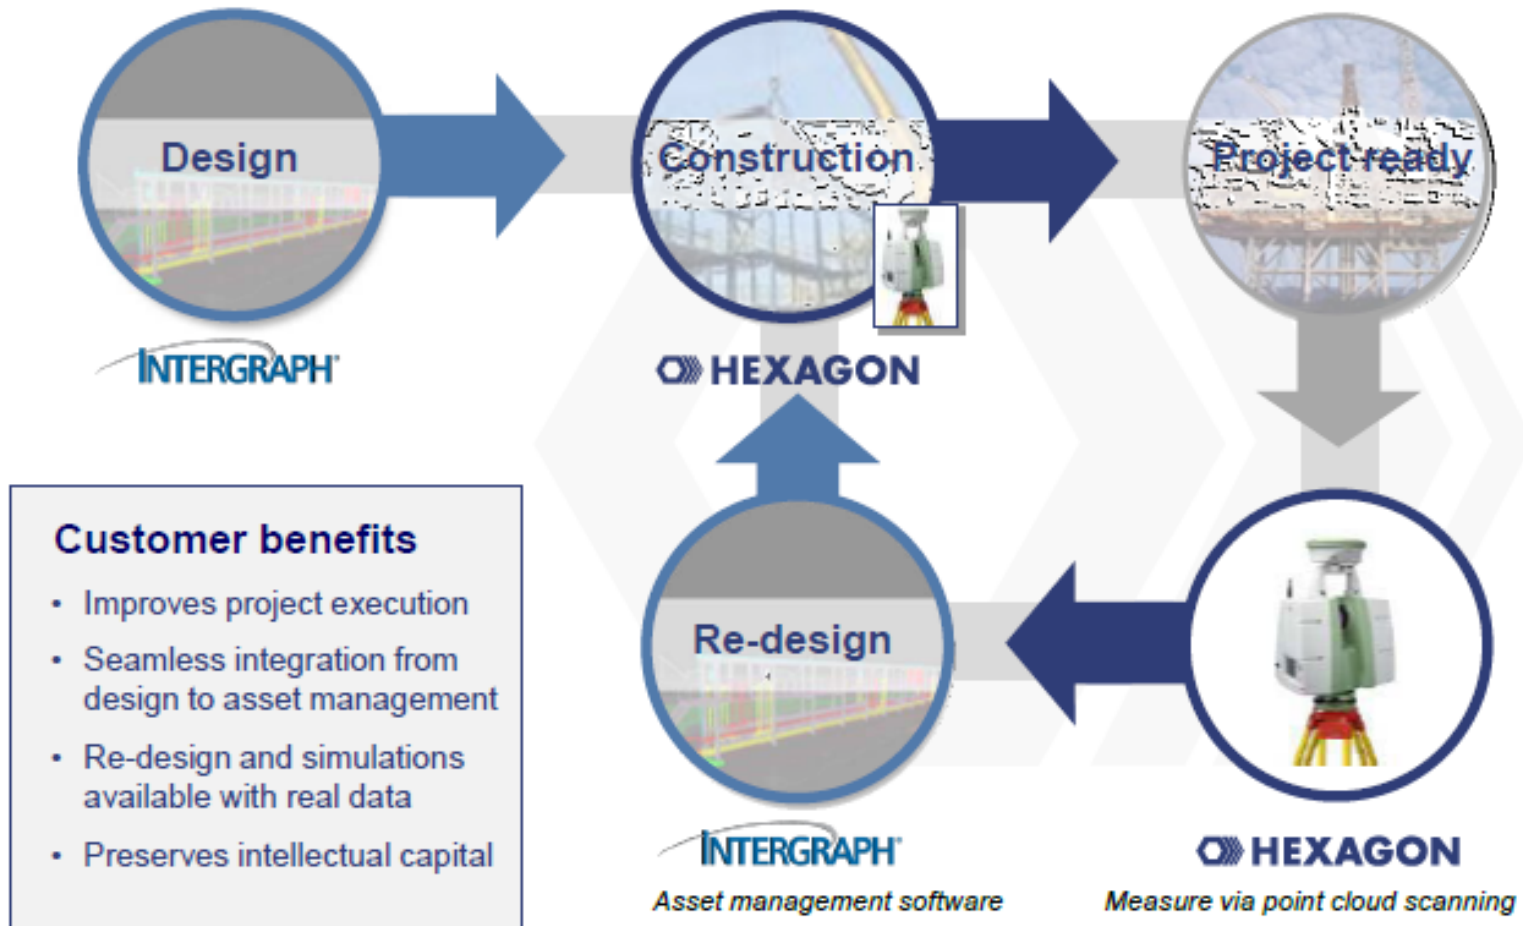 Design
Construction
Project ready
INTERGRAPH®
HEXAGON
Customer benefits
• Improves project execution
• Seamless integration from
design to asset management
• Re-design and simulations
available with real data
• Preserves intellectual capital
Re-design
INTERGRAPH®
HEXAGON
Asset management software
Measure via point cloud scanning